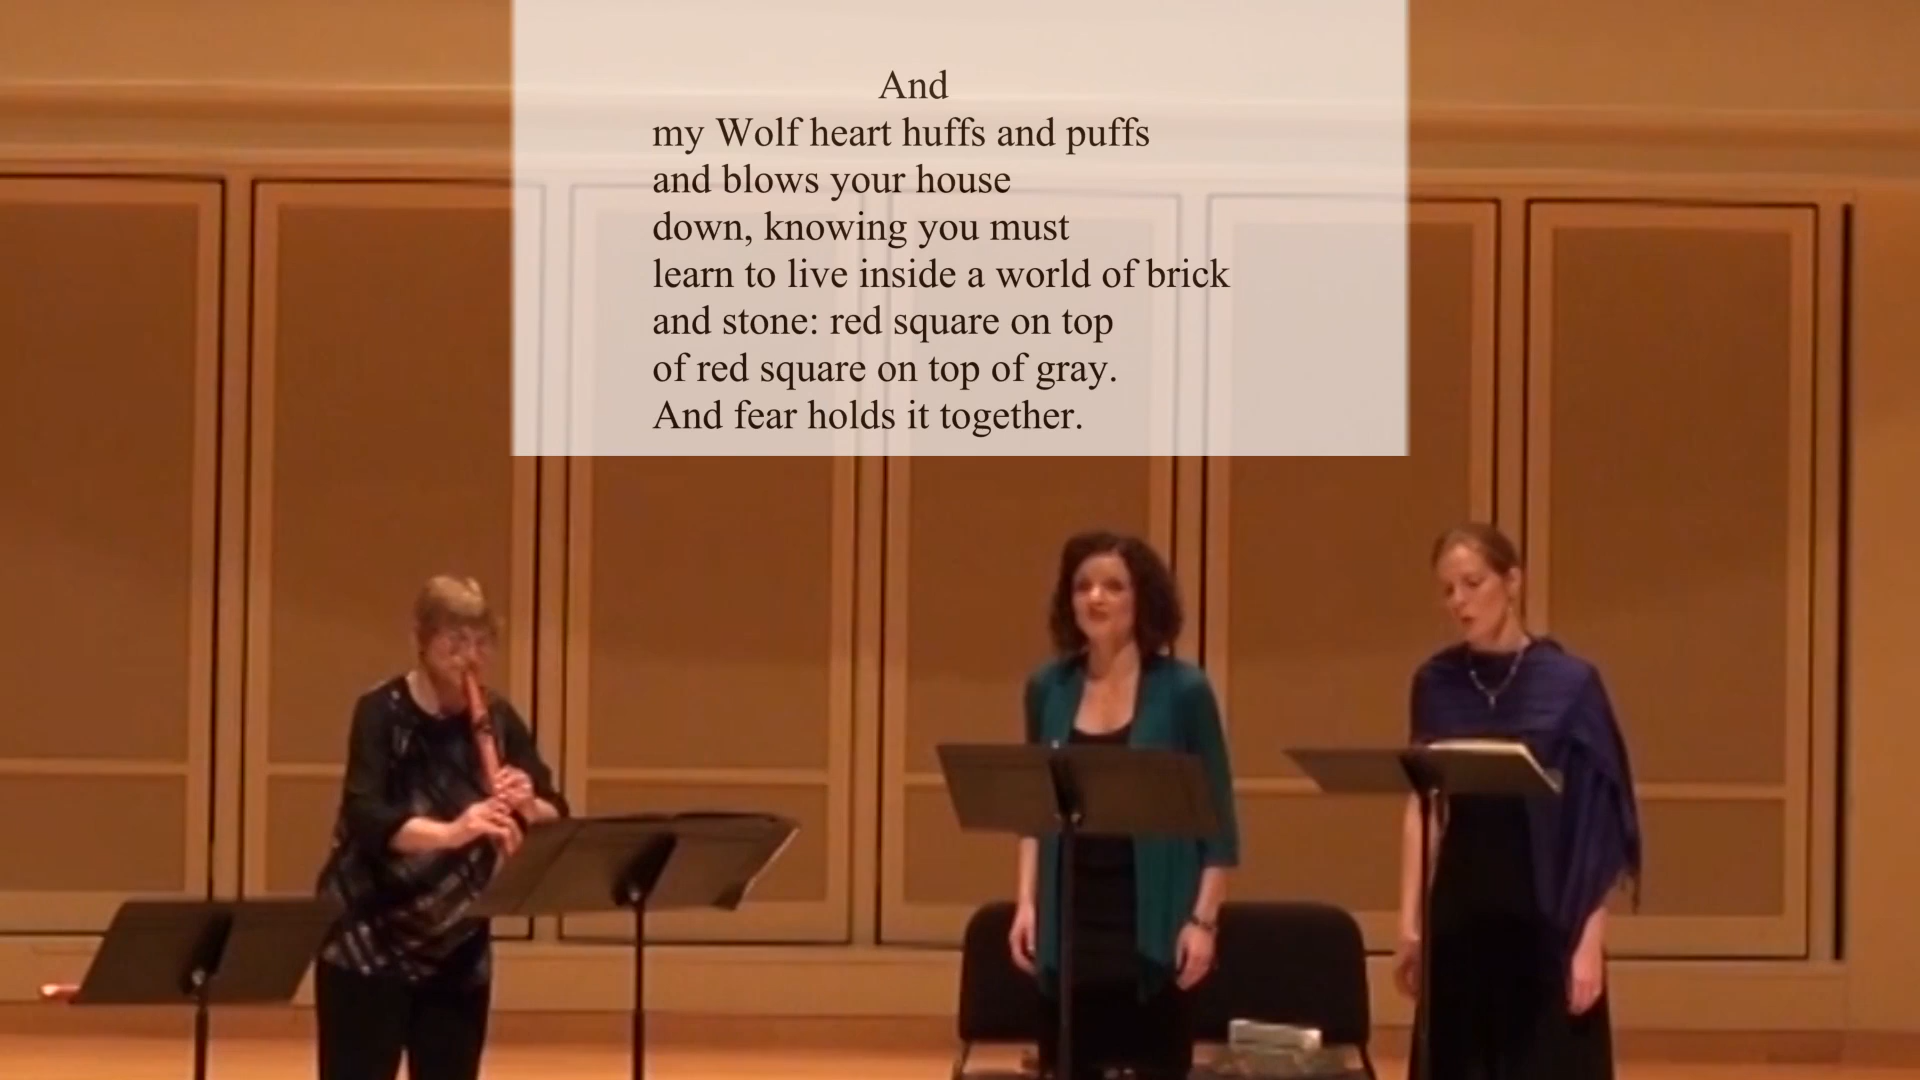 And
my Wolf heart huffs and puffs
and blows your house
down, knowing you must
learn to live inside a world of brick
and stone: red square on top
of red square on top of gray.
And fear holds it together.